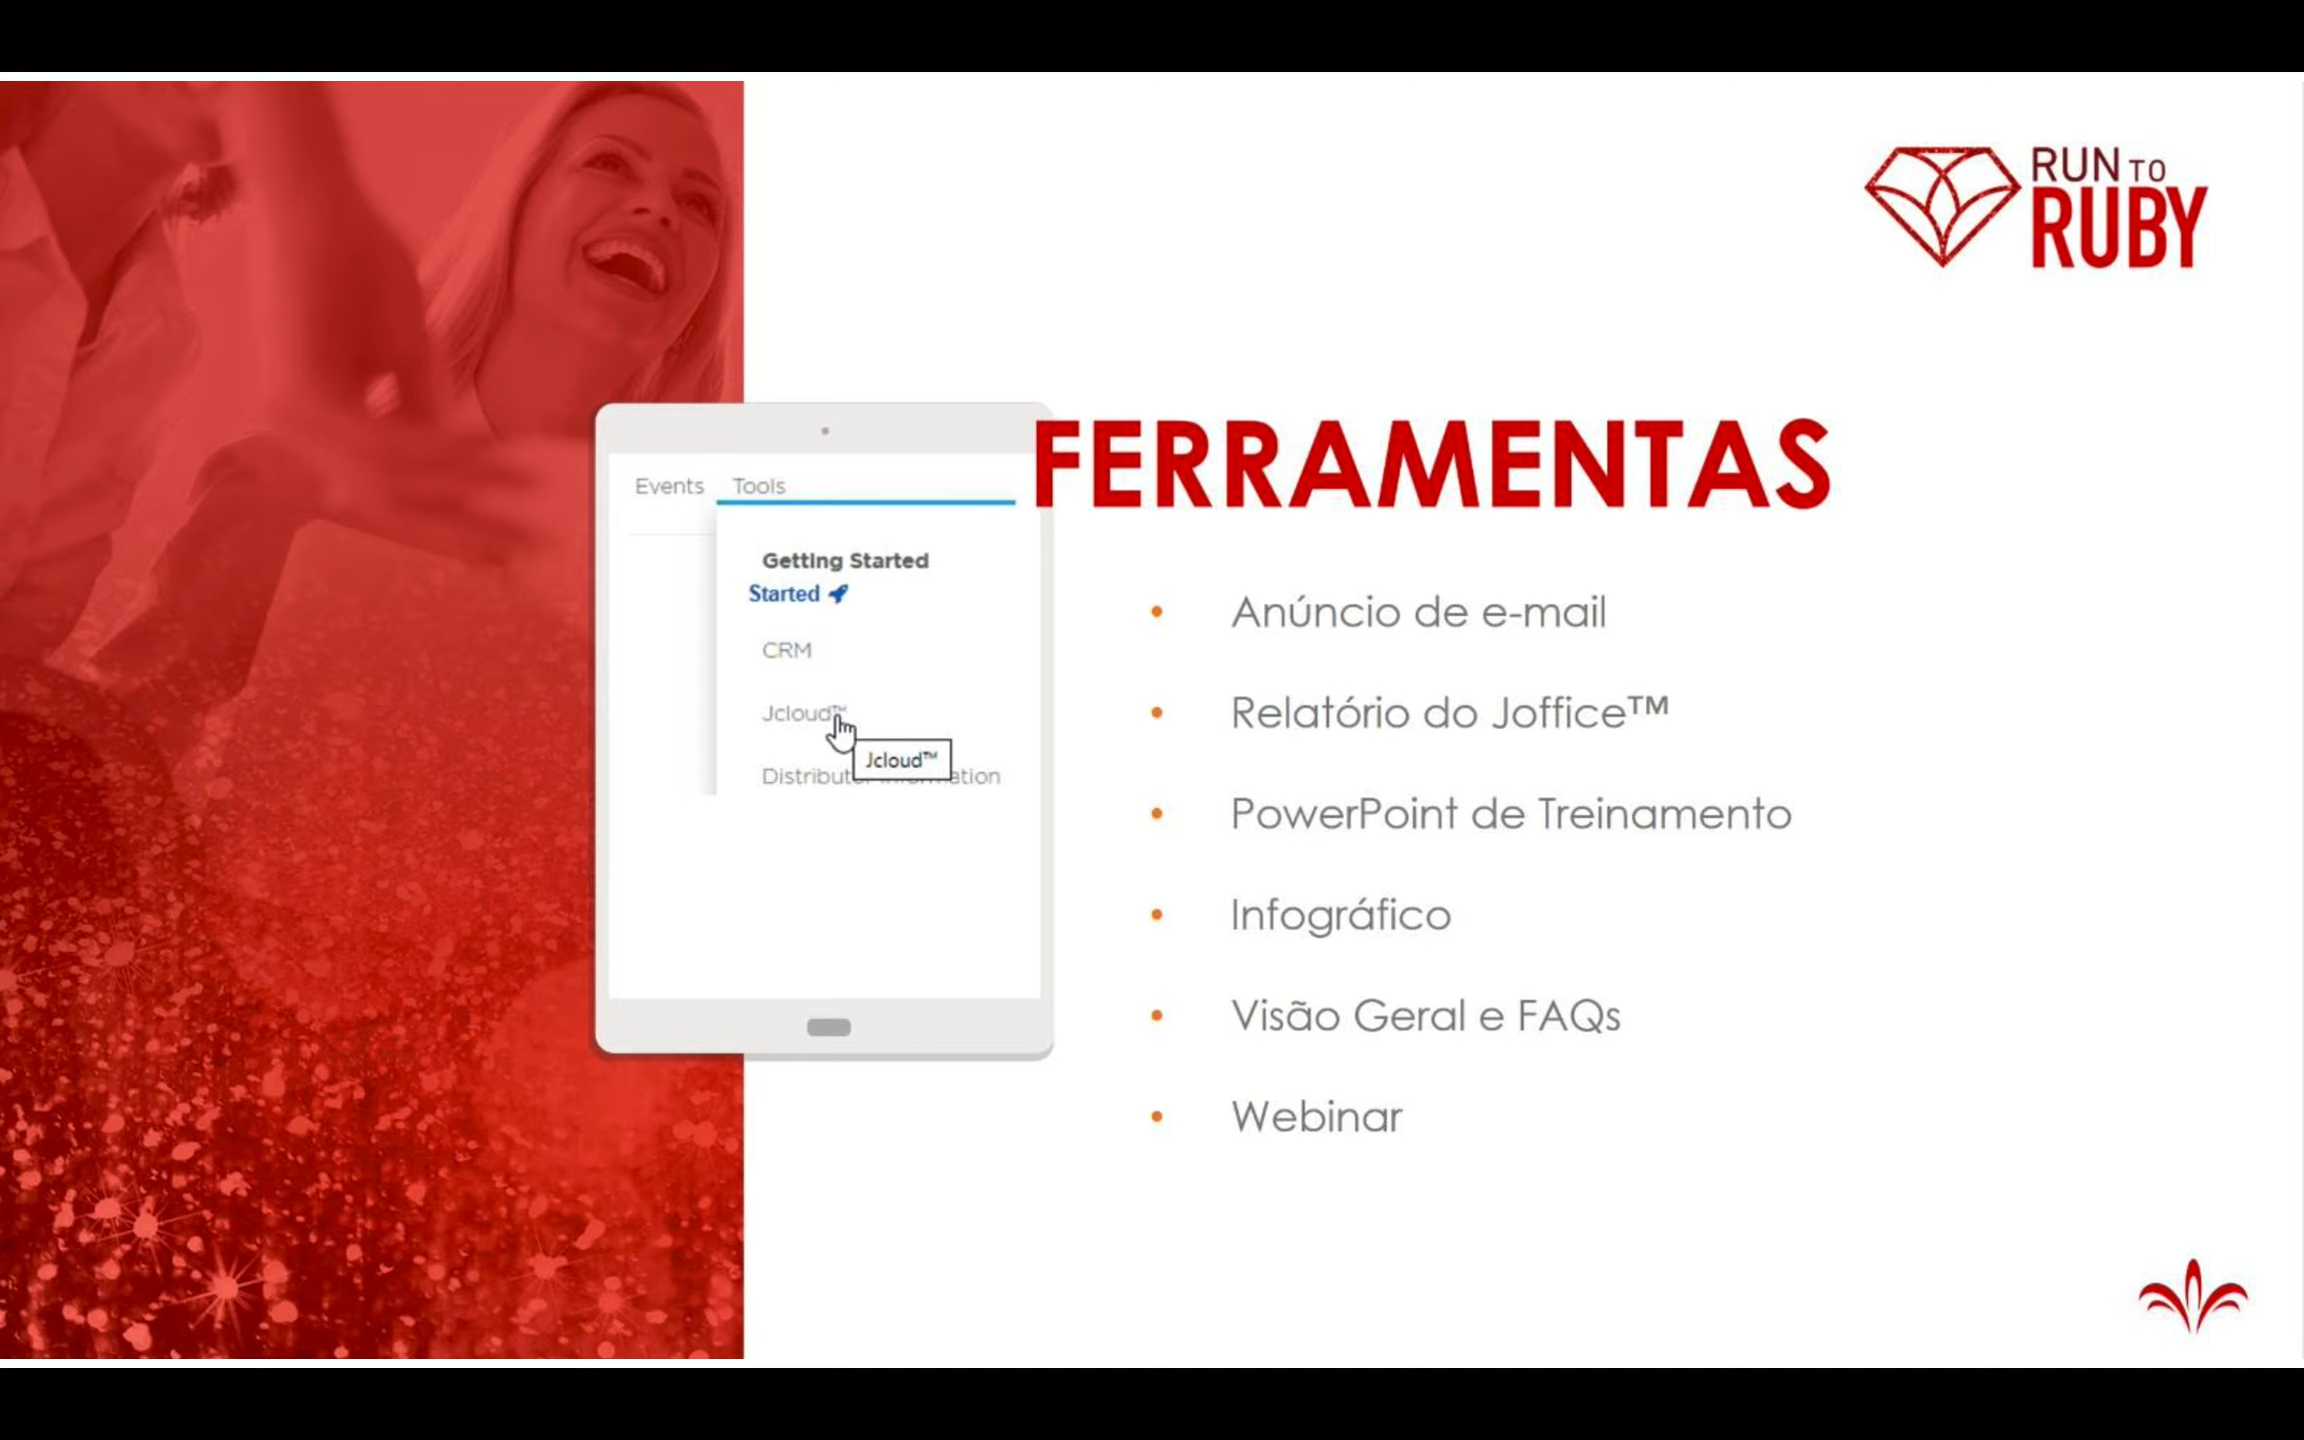 RUN TO
RUBY
FERRAMENTAS
Events Tools
Getting Started
Started
CRM
Jcloud™
Jcloud™
• Anúncio de e-mail
• Relatório do Joffice™
• PowerPoint de Treinamento
• Infográfico
• Visão Geral e FAQs
• Webinar